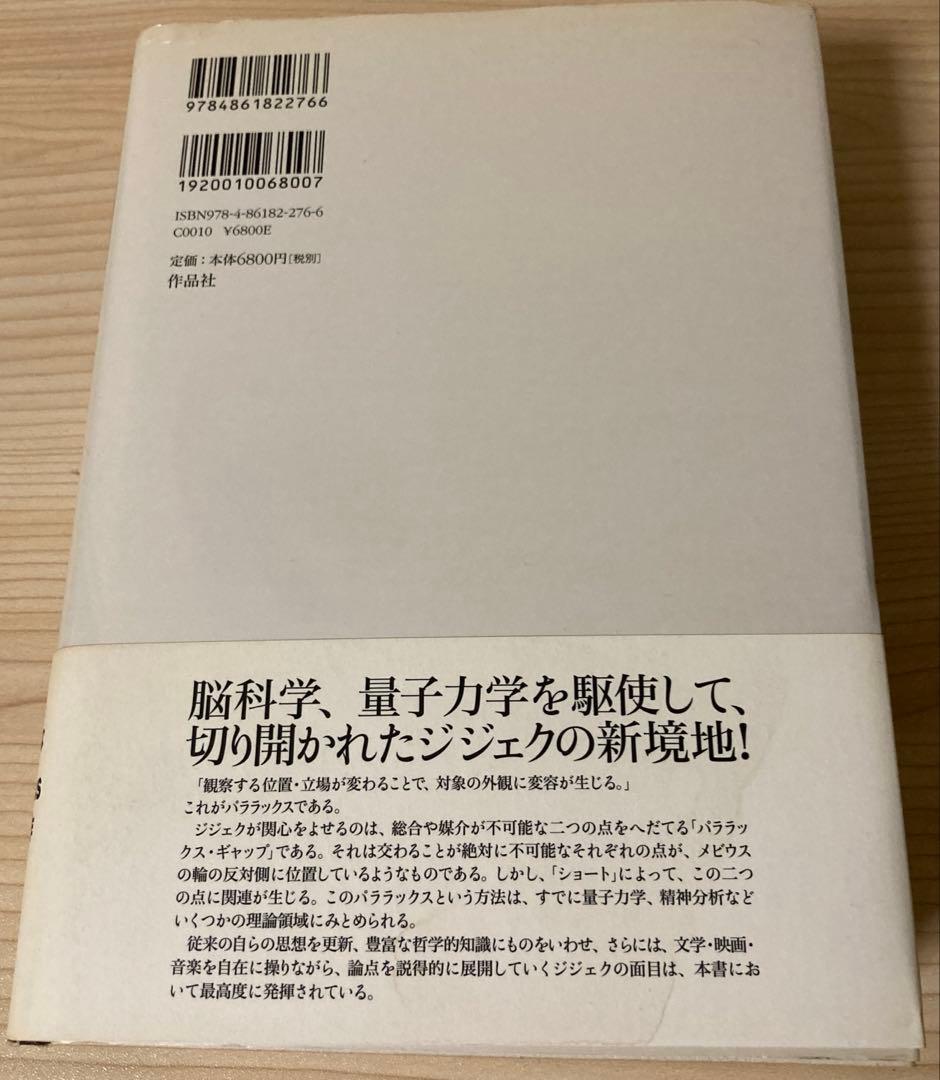 9784861822766
1920010068007
ISBN978-4-86182-276-6
C0010 ¥6800E
定価：本体6800円［税別］
作品社
脳科学、量子力学を駆使して、
切り開かれたジジェクの新境地！
「観察する位置・立場が変わることで、対象の外観に変容が生じる。」
これがパララックスである。
ジジェクが関心をよせるのは、総合や媒介が不可能な二つの点をへだてる「パララ
ックス・ギャップ」である。それは交わることが絶対に不可能なそれぞれの点が、メビウス
の輪の反対側に位置しているようなものである。しかし、「ショート」によって、この二つ
の点に関連が生じる。このパララックスという方法は、すでに量子力学、精神分析など
いくつかの理論領域にみとめられる。
従来の自らの思想を更新、豊富な哲学的知識にものをいわせ、さらには、文学・映画・
音楽を自在に操りながら、論点を説得的に展開していくジジェクの面目は、本書にお
いて最高度に発揮されている。